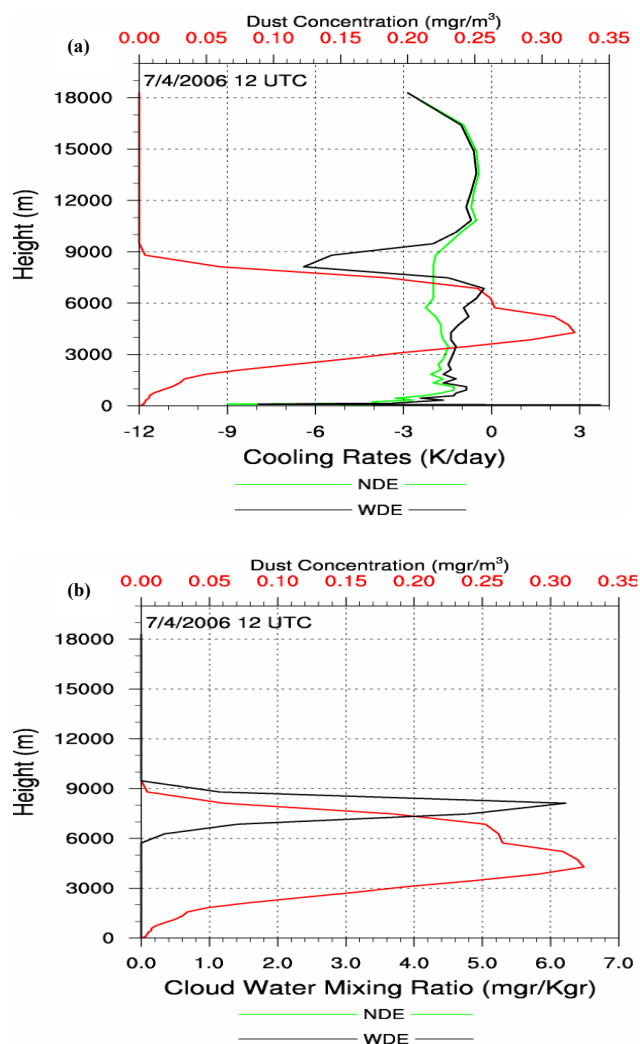 Dust Concentration (mgr/m³)
(a)
0.00 0.05 0.10 0.15 0.20 0.25 0.30 0.35
7/4/2006 12 UTC
18000
15000
12000
9000
6000
3000
0
Height (m)
-12 -9 -6 -3 0 3
Cooling Rates (K/day)
NDE
WDE
Dust Concentration (mgr/m³)
(b)
0.00 0.05 0.10 0.15 0.20 0.25 0.30 0.35
7/4/2006 12 UTC
18000
15000
12000
9000
6000
3000
0
Height (m)
0.0 1.0 2.0 3.0 4.0 5.0 6.0 7.0
Cloud Water Mixing Ratio (mgr/Kgr)
NDE
WDE